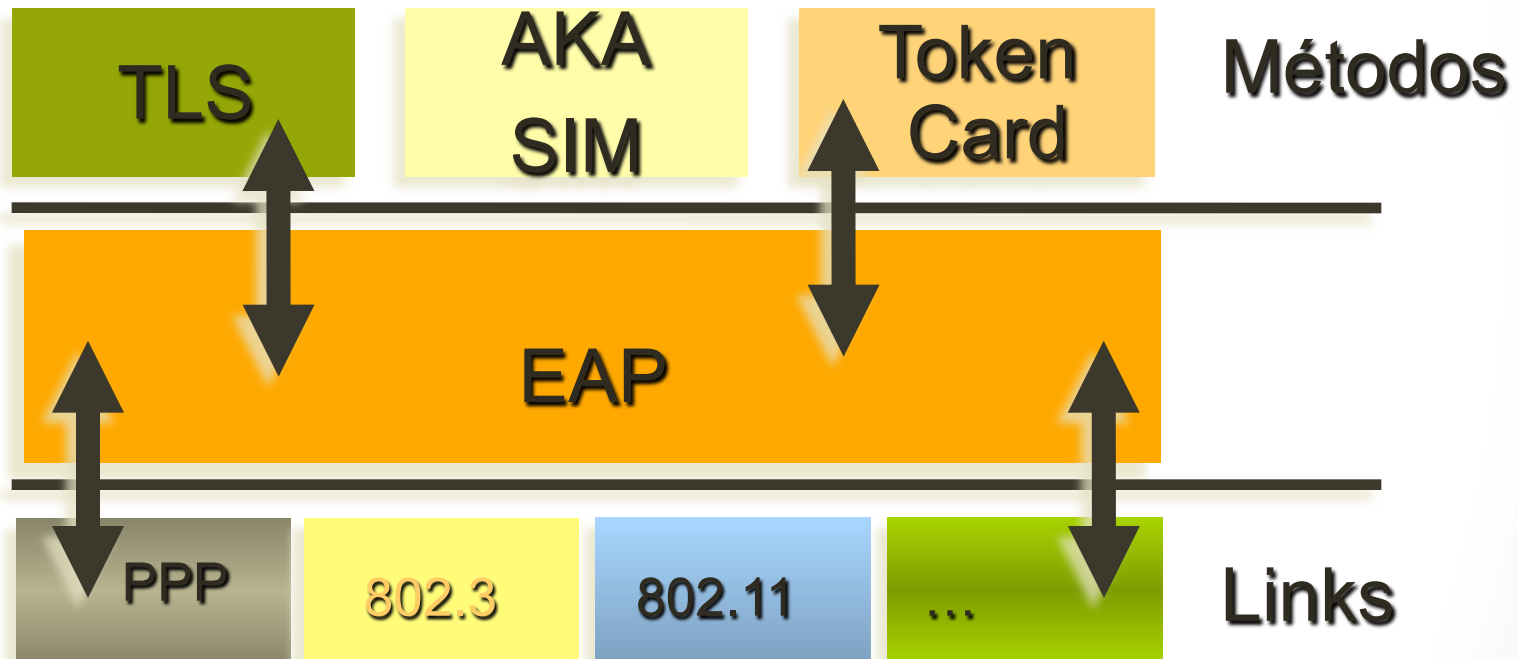 TLS
AKA
SIM
Token
Card
Métodos
EAP
PPP
802.3
802.11
...
Links